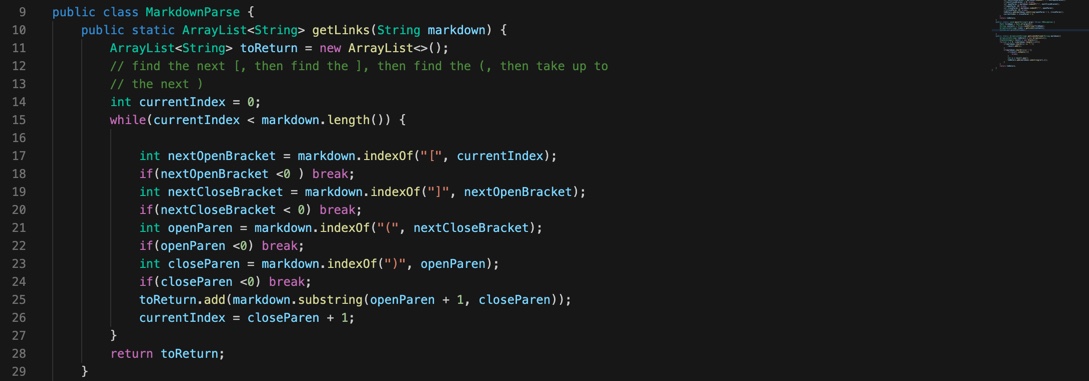 9 public class MarkdownParse {
10 public static ArrayList<String> getLinks(String markdown) {
11 ArrayList<String> toReturn = new ArrayList<>();
12 // find the next [, then find the ], then find the (, then take up to
13 // the next )
14 int currentIndex = 0;
15 while(currentIndex < markdown.length()) {
16
17 int nextOpenBracket = markdown.indexOf("[", currentIndex);
18 if(nextOpenBracket <0 ) break;
19 int nextCloseBracket = markdown.indexOf("]", nextOpenBracket);
20 if(nextCloseBracket < 0) break;
21 int openParen = markdown.indexOf("(", nextCloseBracket);
22 if(openParen <0) break;
23 int closeParen = markdown.indexOf(")", openParen);
24 if(closeParen <0) break;
25 toReturn.add(markdown.substring(openParen + 1, closeParen));
26 currentIndex = closeParen + 1;
27 }
28 return toReturn;
29 }